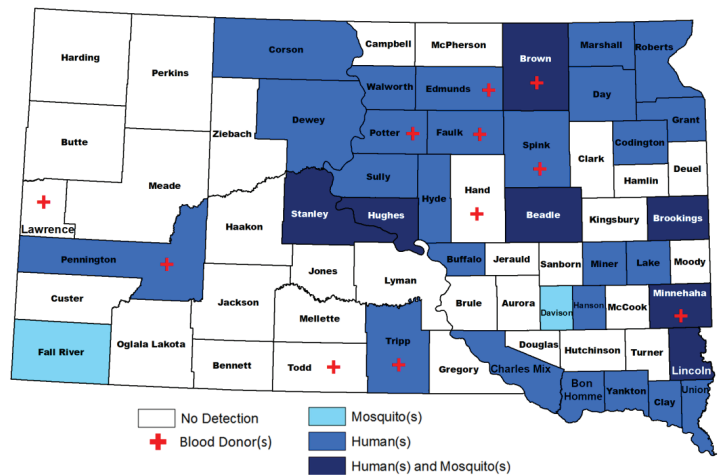 Harding
Perkins
Corson
Campbell
McPherson
Brown
Marshall
Roberts
Walworth
Edmunds
Day
Dewey
Ziebach
Potter
Faulk
Spink
Grant
Codington
Butte
Meade
Clark
Deuel
Hamlin
Sully
Hyde
Hand
Lawrence
Haakon
Stanley
Hughes
Beadle
Kingsbury
Brookings
Pennington
Buffalo
Jerauld
Sanborn
Miner
Lake
Moody
Jones
Lyman
Custer
Jackson
Brule
Aurora
Davison
Hanson
McCook
Minnehaha
Mellette
Fall River
Oglala Lakota
Bennett
Todd
Tripp
Gregory
Douglas
Charles Mix
Hutchinson
Turner
Lincoln
Bon
Homme
Yankton
Clay
Union
No Detection
Blood Donor(s)
Mosquito(s)
Human(s)
Human(s) and Mosquito(s)